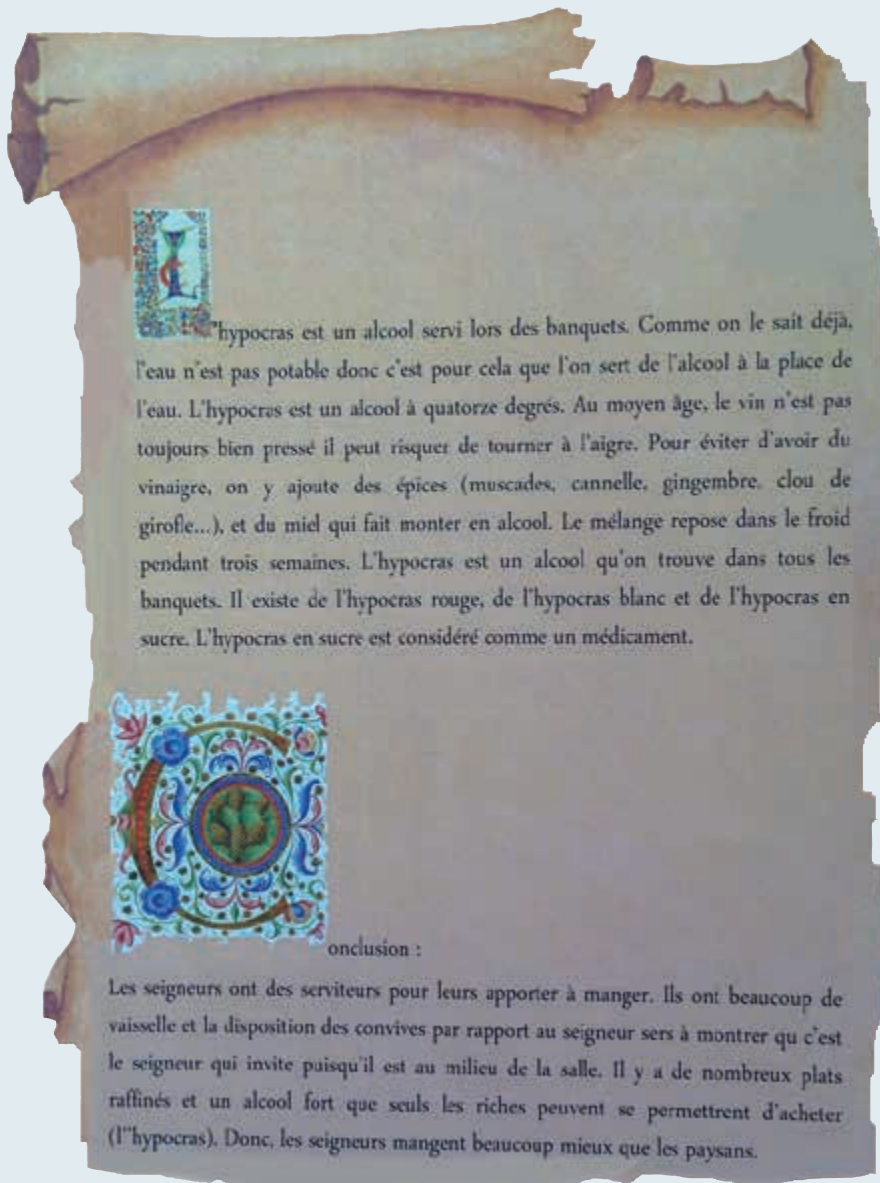 L'hypocras est un alcool servi lors des banquets. Comme on le sait déjà,
l'eau n'est pas potable donc c'est pour cela que l'on sert de l'alcool à la place de
l'eau. L'hypocras est un alcool à quatorze degrés. Au moyen âge, le vin n'est pas
toujours bien pressé il peut risquer de tourner à l'aigre. Pour éviter d'avoir du
vinaigre, on y ajoute des épices (muscades, cannelle, gingembre, clou de
girofle...), et du miel qui fait monter en alcool. Le mélange repose dans le froid
pendant trois semaines. L'hypocras est un alcool qu'on trouve dans tous les
banquets. Il existe de l'hypocras rouge, de l'hypocras blanc et de l'hypocras en
sucre. L'hypocras en sucre est considéré comme un médicament.
Conclusion :
Les seigneurs ont des serviteurs pour leurs apporter à manger. Ils ont beaucoup de
vaisselle et la disposition des convives par rapport au seigneur sers à montrer qu c'est
le seigneur qui invite puisqu'il est au milieu de la salle. Il y a de nombreux plats
raffinés et un alcool fort que seuls les riches peuvent se permettrent d'acheter
(l''hypocras). Donc, les seigneurs mangent beaucoup mieux que les paysans.